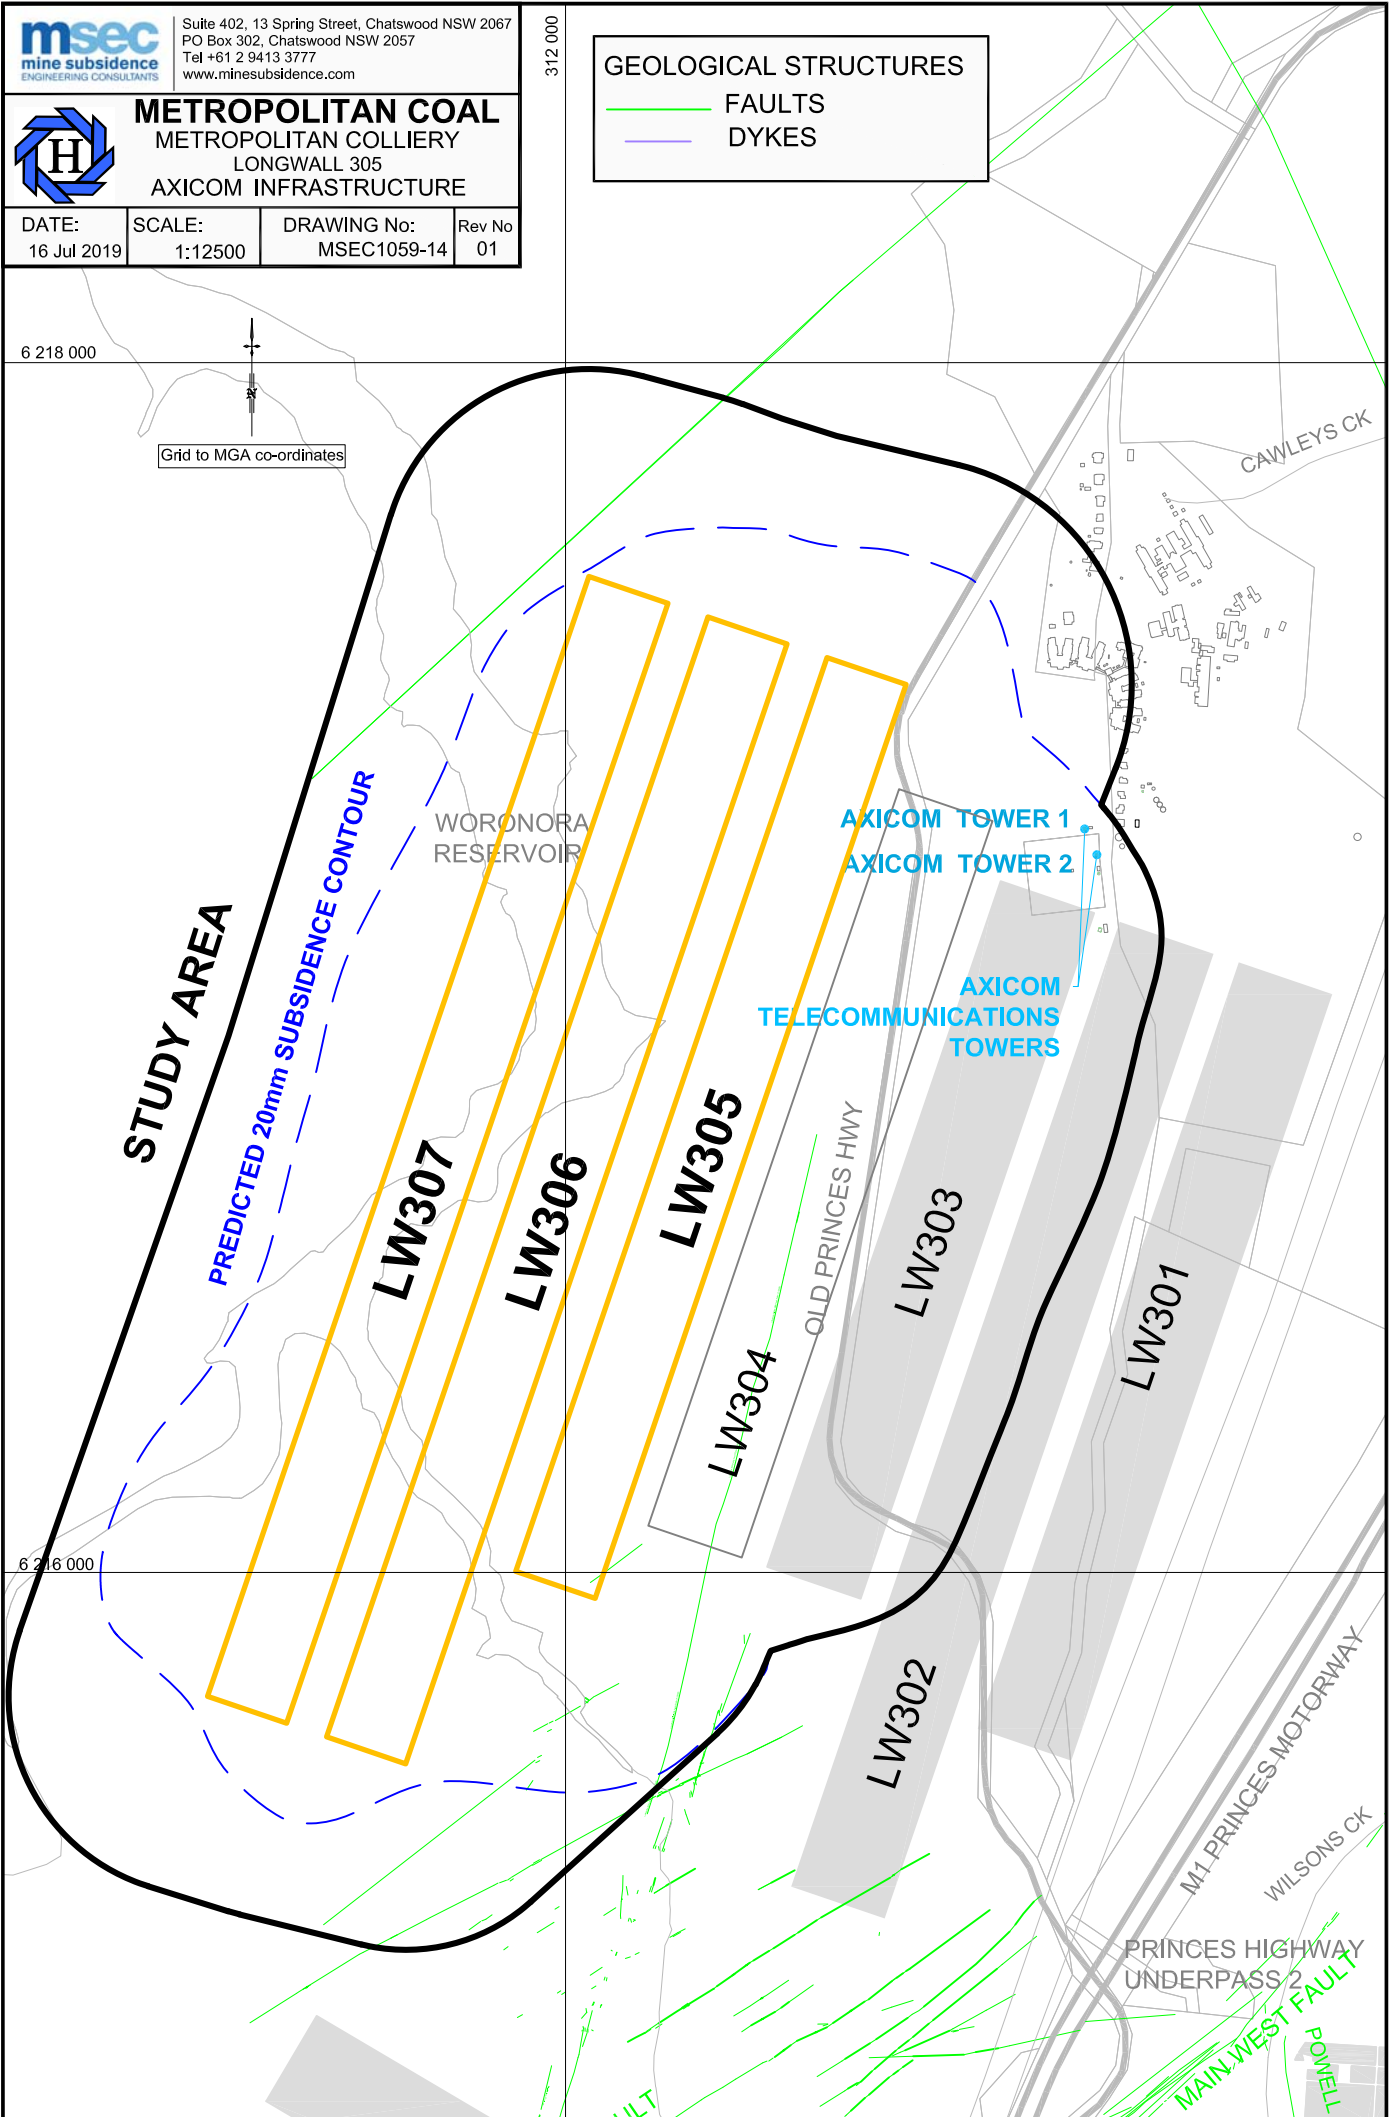 msec
mine subsidence
ENGINEERING CONSULTANTS
Suite 402, 13 Spring Street, Chatswood NSW 2067
PO Box 302, Chatswood NSW 2057
Tel +61 2 9413 3777
www.minesubsidence.com
H
METROPOLITAN COAL
METROPOLITAN COLLIERY
LONGWALL 305
AXICOM INFRASTRUCTURE
DATE:
16 Jul 2019
SCALE:
1:12500
DRAWING No:
MSEC1059-14
Rev No
01
312 000
GEOLOGICAL STRUCTURES
FAULTS
DYKES
6 218 000
N
Grid to MGA co-ordinates
CAWLEYS CK
WORONORA
RESERVOIR
AXICOM TOWER 1
AXICOM TOWER 2
STUDY AREA
PREDICTED 20mm SUBSIDENCE CONTOUR
AXICOM
TELECOMMUNICATIONS
TOWERS
LW307
LW306
LW305
OLD PRINCES HWY
LW303
LW304
LW301
6 216 000
LW302
M1 PRINCES MOTORWAY
WILSONS CK
PRINCES HIGHWAY
UNDERPASS 2
MAIN WEST FAULT
POWELL
ULT